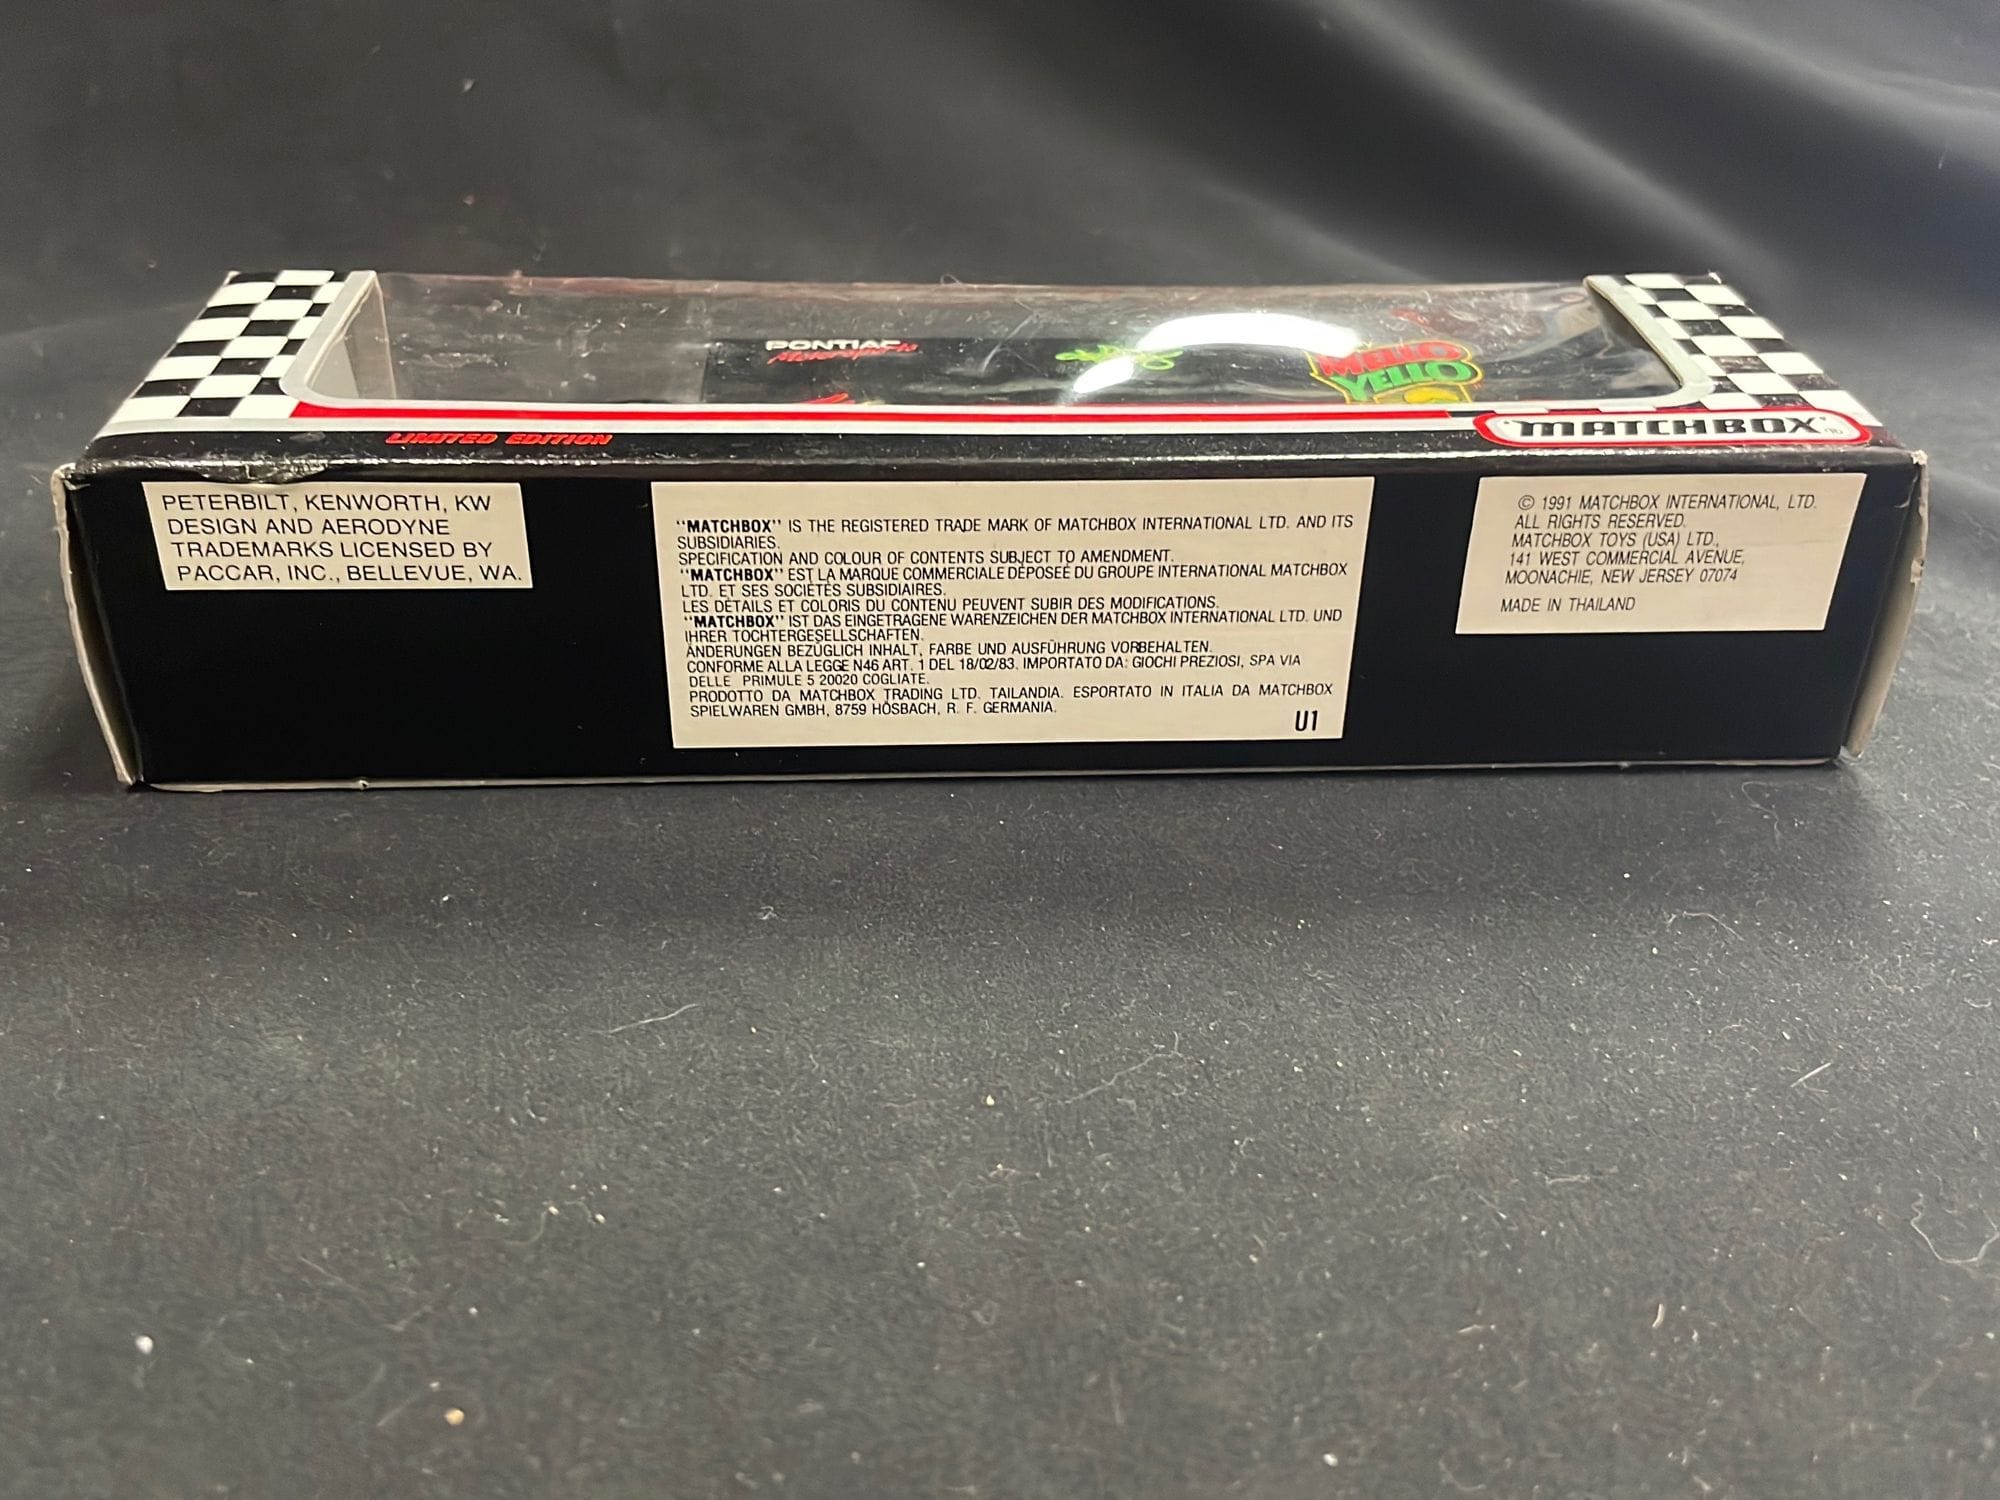 PONTIAC
Motorsports
MELLO
YELLO
LIMITED EDITION
"MATCHBOX"
PETERBILT, KENWORTH, KW
DESIGN AND AERODYNE
TRADEMARKS LICENSED BY
PACCAR, INC., BELLEVUE, WA.
"MATCHBOX" IS THE REGISTERED TRADE MARK OF MATCHBOX INTERNATIONAL LTD. AND ITS
SUBSIDIARIES.
SPECIFICATION AND COLOUR OF CONTENTS SUBJECT TO AMENDMENT.
"MATCHBOX" EST LA MARQUE COMMERCIALE DÉPOSÉE DU GROUPE INTERNATIONAL MATCHBOX
LTD. ET SES SOCIÉTÉS SUBSIDIAIRES.
LES DÉTAILS ET COLORIS DU CONTENU PEUVENT SUBIR DES MODIFICATIONS.
"MATCHBOX" IST DAS EINGETRAGENE WARENZEICHEN DER MATCHBOX INTERNATIONAL LTD. UND
IHRER TOCHTERGESELLSCHAFTEN.
ÄNDERUNGEN BEZÜGLICH INHALT, FARBE UND AUSFÜHRUNG VORBEHALTEN.
CONFORME ALLA LEGGE N46 ART. 1 DEL 18/02/83. IMPORTATO DA: GIOCHI PREZIOSI, SPA VIA
DELLE PRIMULE 5 20020 COGLIATE.
PRODOTTO DA MATCHBOX TRADING LTD. TAILANDIA. ESPORTATO IN ITALIA DA MATCHBOX
SPIELWAREN GMBH, 8759 HÖSBACH, R. F. GERMANIA.
U1
© 1991 MATCHBOX INTERNATIONAL, LTD.
ALL RIGHTS RESERVED.
MATCHBOX TOYS (USA) LTD.,
141 WEST COMMERCIAL AVENUE,
MOONACHIE, NEW JERSEY 07074
MADE IN THAILAND